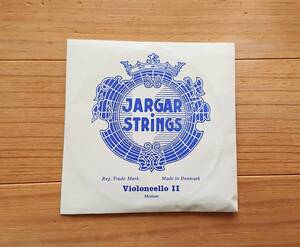 JARGAR
STRINGS
Reg. Trade Mark. Made in Denmark
Violoncello II
Medium